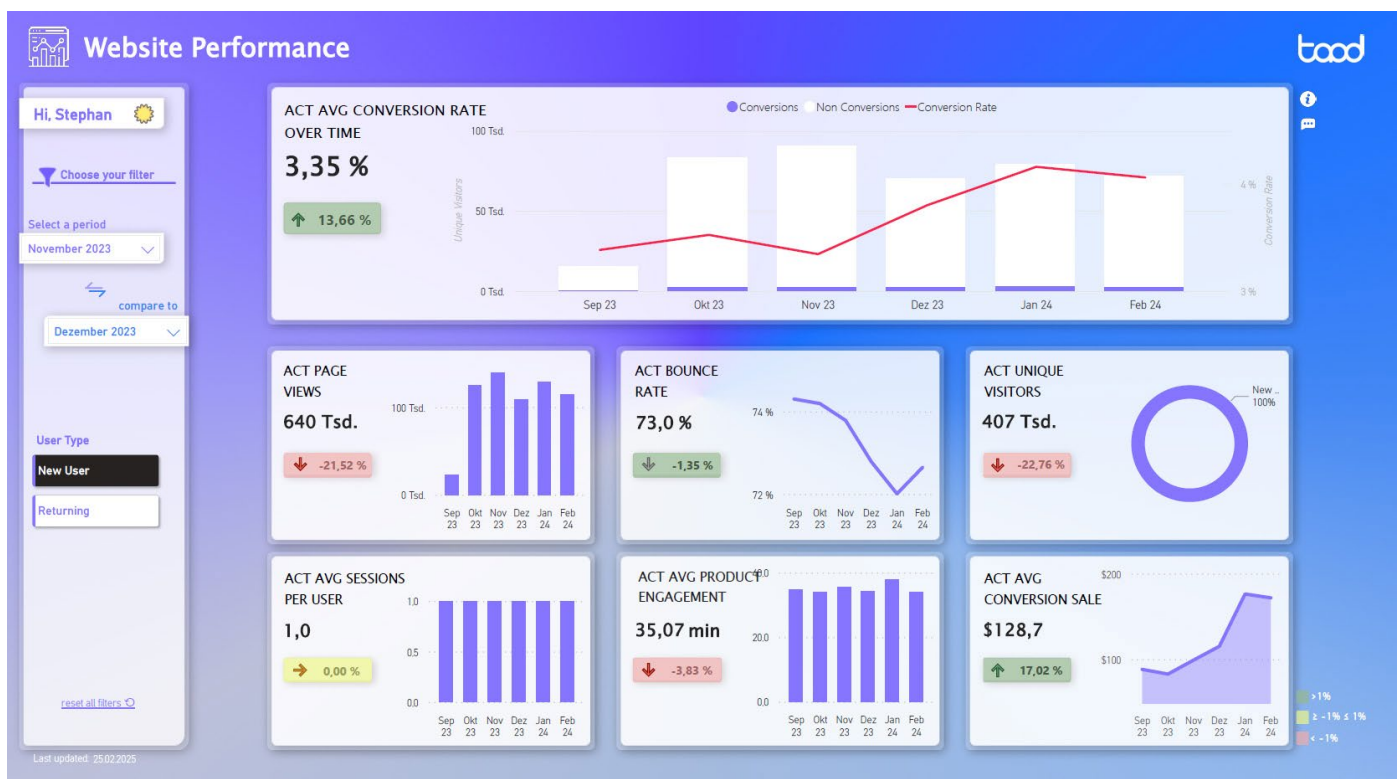 Website Performance
taod
Hi, Stephan
Choose your filter
Select a period
November 2023
compare to
Dezember 2023
User Type
New User
Returning
reset all filters
Last updated: 25.02.2025
ACT AVG CONVERSION RATE
OVER TIME
3,35 %
13,66 %
Conversions Non Conversions Conversion Rate
Unique Visitors
100 Tsd.
50 Tsd.
0 Tsd.
Sep 23 Okt 23 Nov 23 Dez 23 Jan 24 Feb 24
4 %
3 %
Conversion Rate
ACT PAGE
VIEWS
640 Tsd.
-21,52 %
100 Tsd.
0 Tsd.
Sep Okt Nov Dez Jan Feb
23 23 23 23 24 24
ACT BOUNCE
RATE
73,0 %
-1,35 %
74 %
72 %
Sep Okt Nov Dez Jan Feb
23 23 23 23 24 24
ACT UNIQUE
VISITORS
407 Tsd.
-22,76 %
New ...
100%
ACT AVG SESSIONS
PER USER
1,0
0,00 %
1.0
0.5
0.0
Sep Okt Nov Dez Jan Feb
23 23 23 23 24 24
ACT AVG PRODUCT
ENGAGEMENT
35,07 min
-3,83 %
40.0
20.0
0.0
Sep Okt Nov Dez Jan Feb
23 23 23 23 24 24
ACT AVG
CONVERSION SALE
$128,7
17,02 %
$200
$100
Sep Okt Nov Dez Jan Feb
23 23 23 23 24 24
>1%
≥ -1% ≤ 1%
< -1%